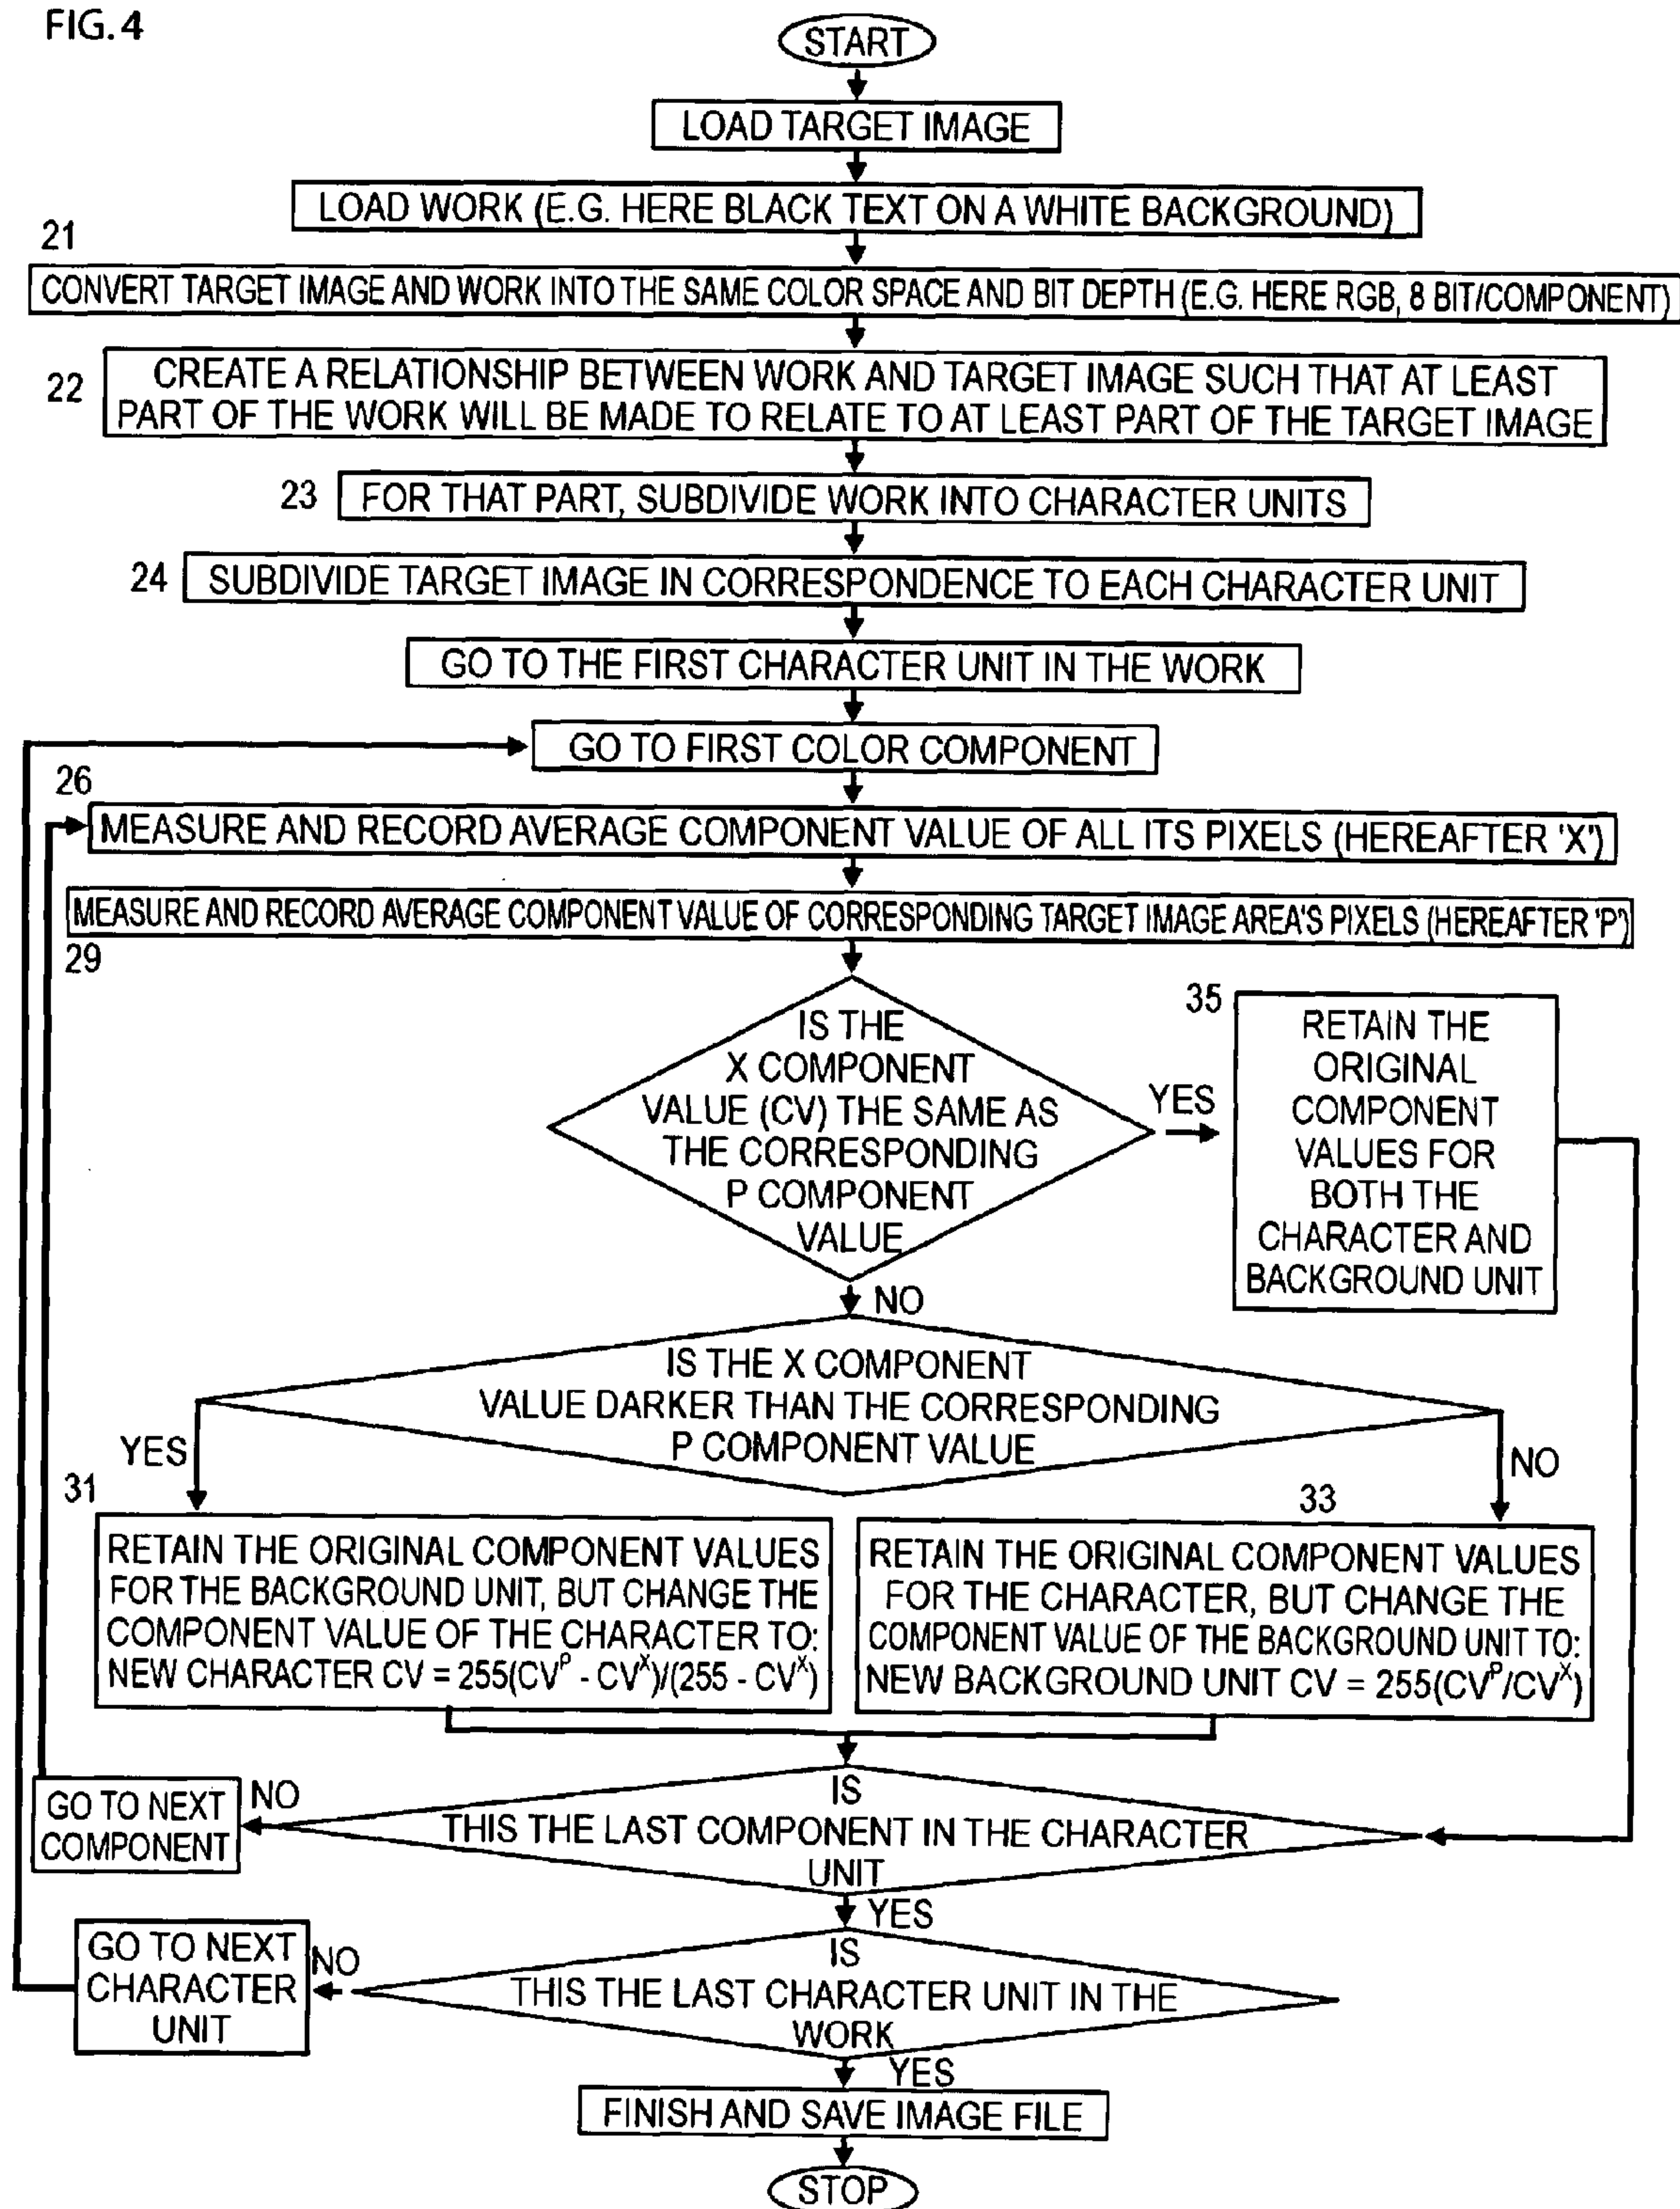 FIG. 4
START
LOAD TARGET IMAGE
LOAD WORK (E.G. HERE BLACK TEXT ON A WHITE BACKGROUND)
21
CONVERT TARGET IMAGE AND WORK INTO THE SAME COLOR SPACE AND BIT DEPTH (E.G. HERE RGB, 8 BIT/COMPONENT)
22
CREATE A RELATIONSHIP BETWEEN WORK AND TARGET IMAGE SUCH THAT AT LEAST
PART OF THE WORK WILL BE MADE TO RELATE TO AT LEAST PART OF THE TARGET IMAGE
23
FOR THAT PART, SUBDIVIDE WORK INTO CHARACTER UNITS
24
SUBDIVIDE TARGET IMAGE IN CORRESPONDENCE TO EACH CHARACTER UNIT
GO TO THE FIRST CHARACTER UNIT IN THE WORK
GO TO FIRST COLOR COMPONENT
26
MEASURE AND RECORD AVERAGE COMPONENT VALUE OF ALL ITS PIXELS (HEREAFTER 'X')
MEASURE AND RECORD AVERAGE COMPONENT VALUE OF CORRESPONDING TARGET IMAGE AREA'S PIXELS (HEREAFTER 'P')
29
IS THE
X COMPONENT
VALUE (CV) THE SAME AS
THE CORRESPONDING
P COMPONENT
VALUE
YES
35
RETAIN THE
ORIGINAL
COMPONENT
VALUES FOR
BOTH THE
CHARACTER AND
BACKGROUND UNIT
NO
IS THE X COMPONENT
VALUE DARKER THAN THE CORRESPONDING
P COMPONENT VALUE
YES
NO
31
RETAIN THE ORIGINAL COMPONENT VALUES
FOR THE BACKGROUND UNIT, BUT CHANGE THE
COMPONENT VALUE OF THE CHARACTER TO:
NEW CHARACTER CV = 255(CV^P - CV^X)/(255 - CV^X)
33
RETAIN THE ORIGINAL COMPONENT VALUES
FOR THE CHARACTER, BUT CHANGE THE
COMPONENT VALUE OF THE BACKGROUND UNIT TO:
NEW BACKGROUND UNIT CV = 255(CV^P/CV^X)
IS
THIS THE LAST COMPONENT IN THE CHARACTER
UNIT
NO
GO TO NEXT
COMPONENT
YES
IS
THIS THE LAST CHARACTER UNIT IN THE
WORK
NO
GO TO NEXT
CHARACTER
UNIT
YES
FINISH AND SAVE IMAGE FILE
STOP